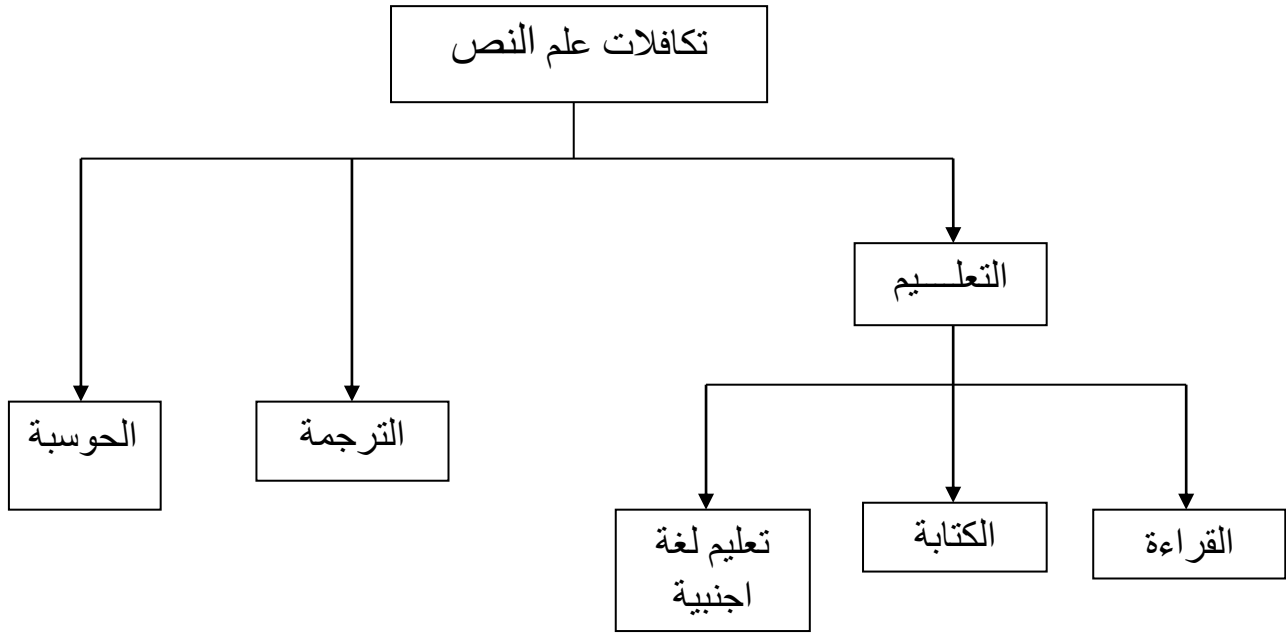 تكافلات علم النص
التعلـــيم
الترجمة
الحوسبة
القراءة
الكتابة
تعليم لغة
اجنبية